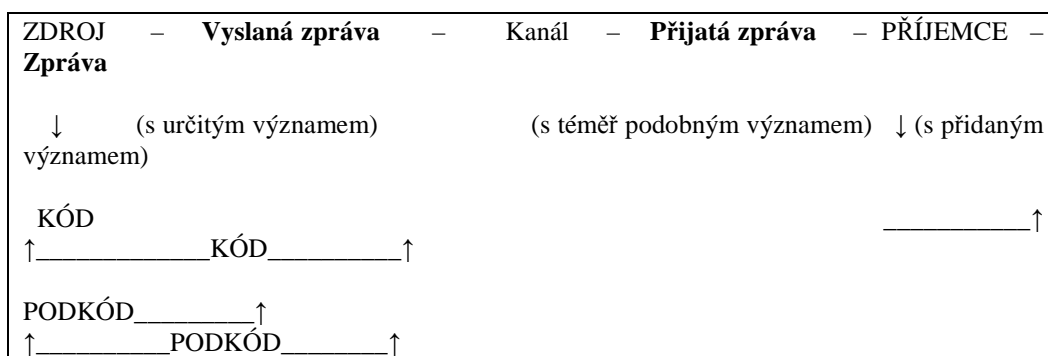 ZDROJ – Vyslaná zpráva – Kanál – Přijatá zpráva – PŘÍJEMCE –
Zpráva
↓ (s určitým významem) (s téměř podobným významem) ↓ (s přidaným
významem)
KÓD ___________↑
↑_____________KÓD__________↑
PODKÓD_________↑
↑__________PODKÓD________↑